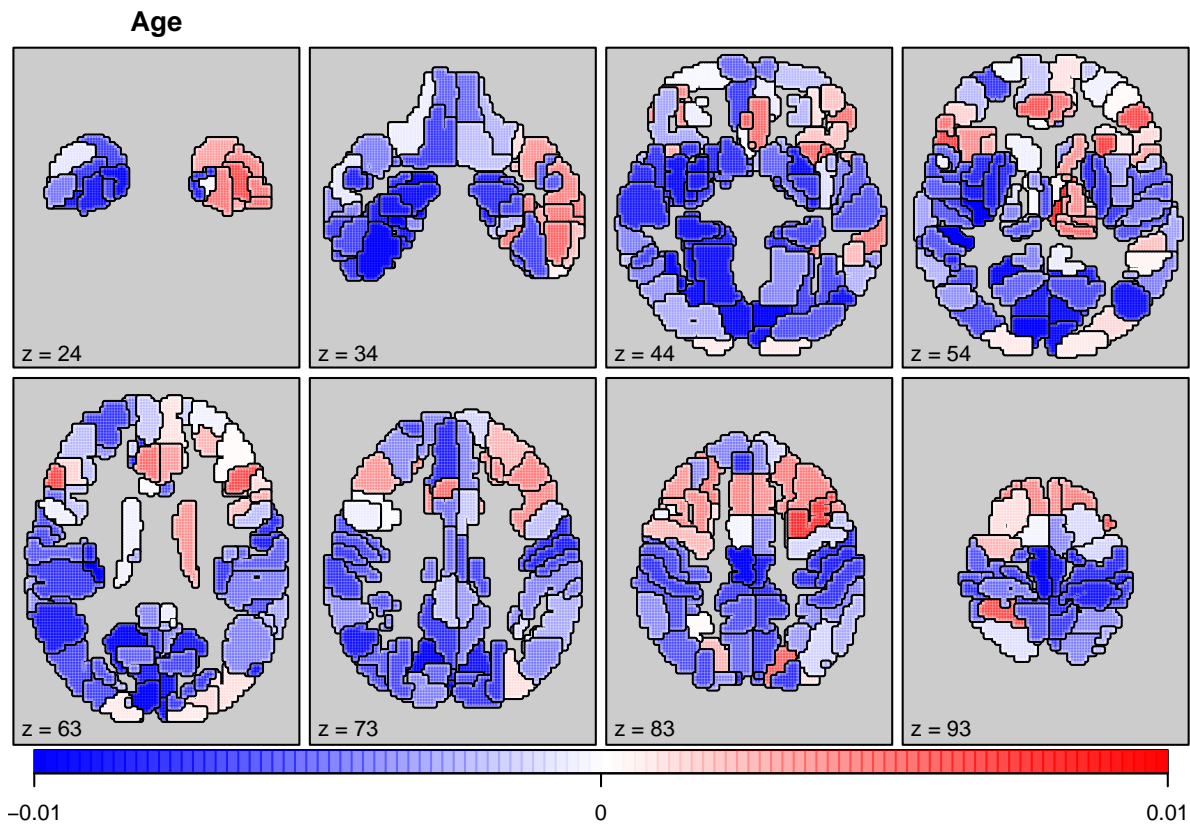 Age
z = 24
z = 34
z = 44
z = 54
z = 63
z = 73
z = 83
z = 93
−0.01
0
0.01